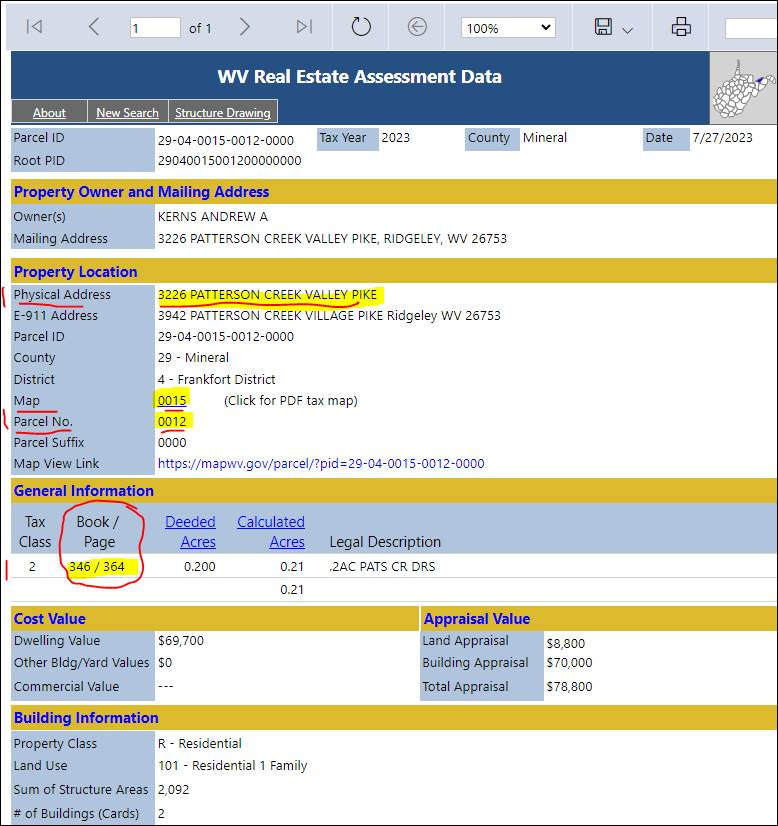 1 of 1 100%
WV Real Estate Assessment Data
About New Search Structure Drawing
Parcel ID 29-04-0015-0012-0000 Tax Year 2023 County Mineral Date 7/27/2023
Root PID 29040015001200000000
Property Owner and Mailing Address
Owner(s) KERNS ANDREW A
Mailing Address 3226 PATTERSON CREEK VALLEY PIKE, RIDGELEY, WV 26753
Property Location
Physical Address 3226 PATTERSON CREEK VALLEY PIKE
E-911 Address 3942 PATTERSON CREEK VILLAGE PIKE Ridgeley WV 26753
Parcel ID 29-04-0015-0012-0000
County 29 - Mineral
District 4 - Frankfort District
Map 0015 (Click for PDF tax map)
Parcel No. 0012
Parcel Suffix 0000
Map View Link https://mapwv.gov/parcel/?pid=29-04-0015-0012-0000
General Information
Tax Book / Deeded Calculated
Class Page Acres Acres Legal Description
2 346 / 364 0.200 0.21 .2AC PATS CR DRS
0.21
Cost Value Appraisal Value
Dwelling Value $69,700 Land Appraisal $8,800
Other Bldg/Yard Values $0 Building Appraisal $70,000
Commercial Value --- Total Appraisal $78,800
Building Information
Property Class R - Residential
Land Use 101 - Residential 1 Family
Sum of Structure Areas 2,092
# of Buildings (Cards) 2